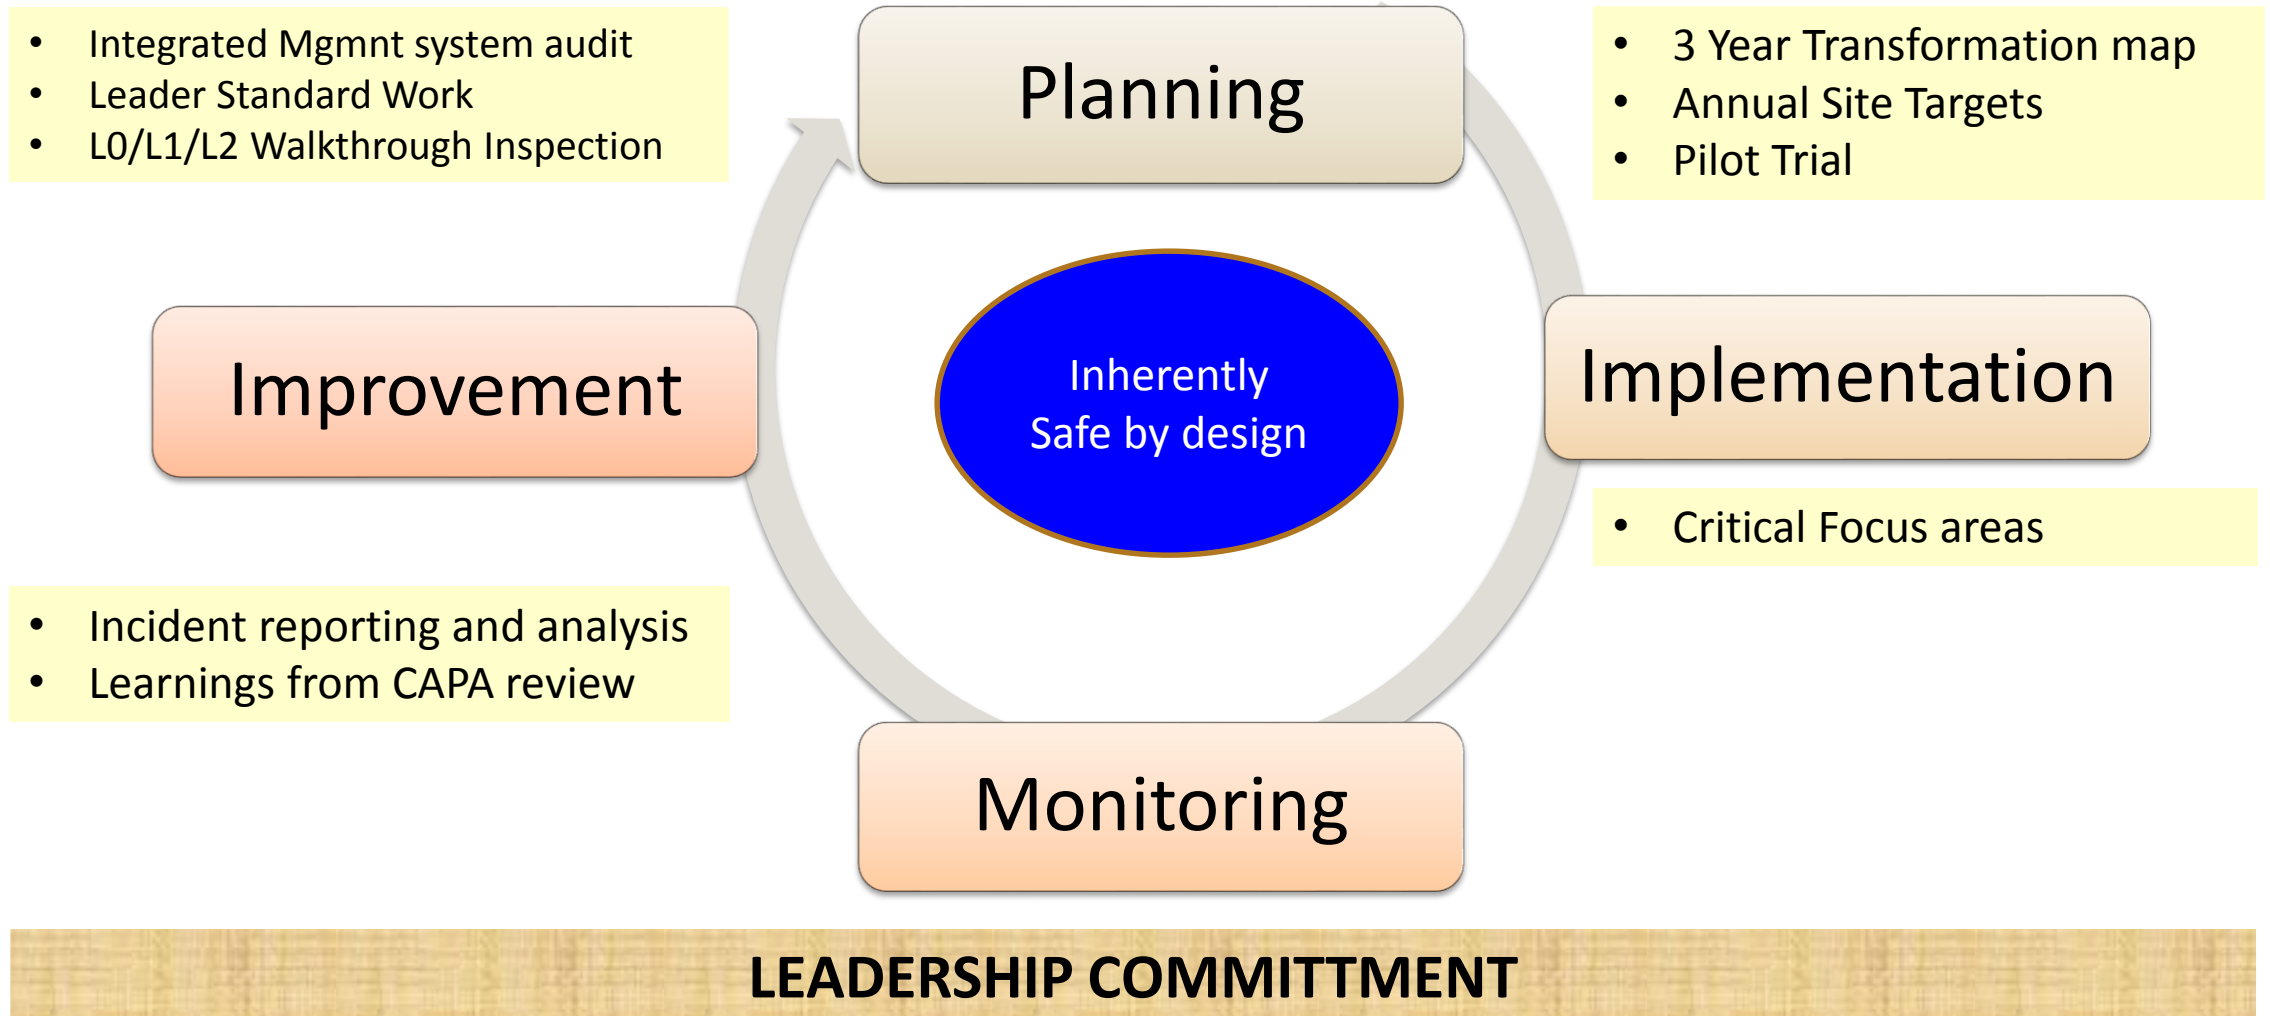 • Integrated Mgmnt system audit
• Leader Standard Work
• L0/L1/L2 Walkthrough Inspection
Planning
• 3 Year Transformation map
• Annual Site Targets
• Pilot Trial
Improvement
Inherently
Safe by design
Implementation
• Critical Focus areas
• Incident reporting and analysis
• Learnings from CAPA review
Monitoring
LEADERSHIP COMMITTMENT